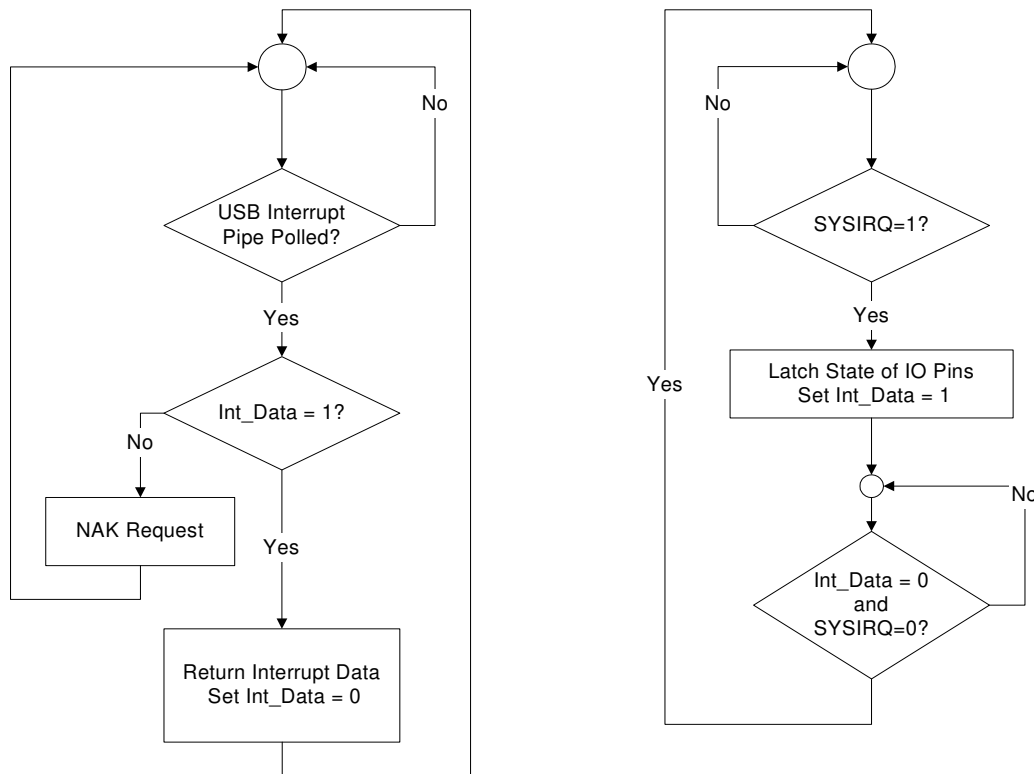 No
USB Interrupt
Pipe Polled?
Yes
Int_Data = 1?
No
NAK Request
Yes
Return Interrupt Data
Set Int_Data = 0
No
SYSIRQ=1?
Yes
Yes
Latch State of IO Pins
Set Int_Data = 1
No
Int_Data = 0
and
SYSIRQ=0?